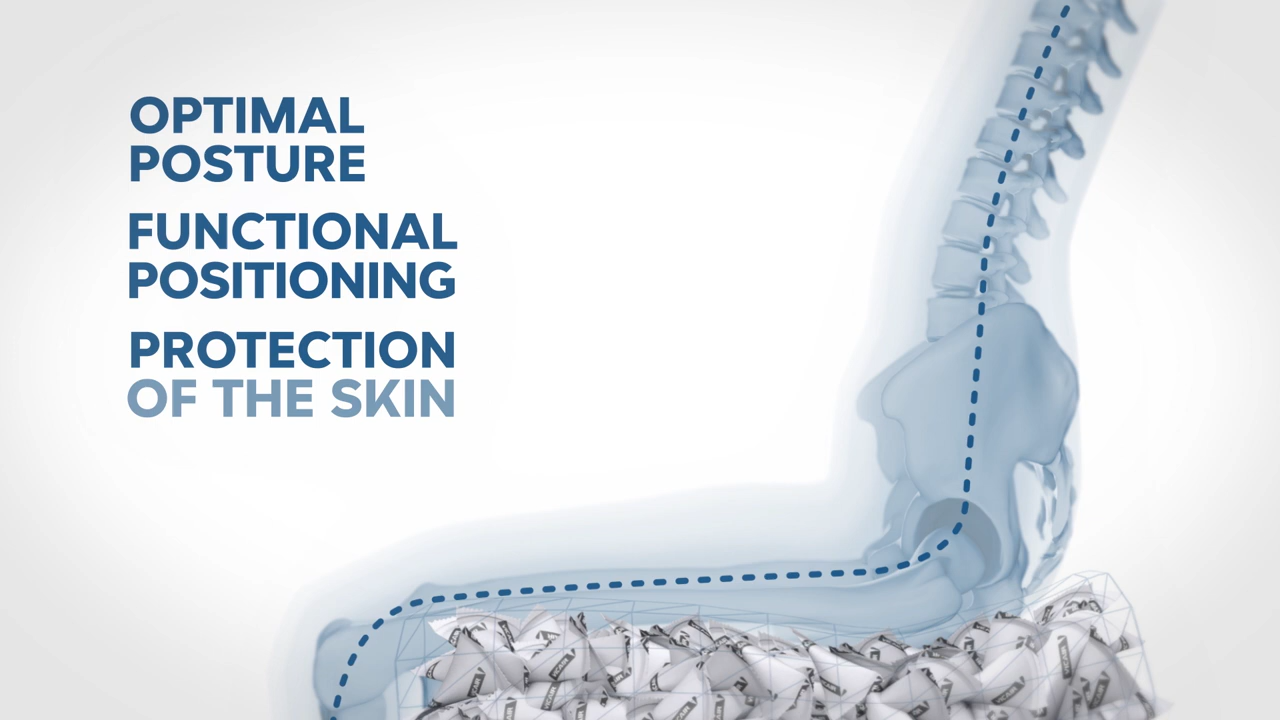 OPTIMAL
POSTURE
FUNCTIONAL
POSITIONING
PROTECTION
OF THE SKIN